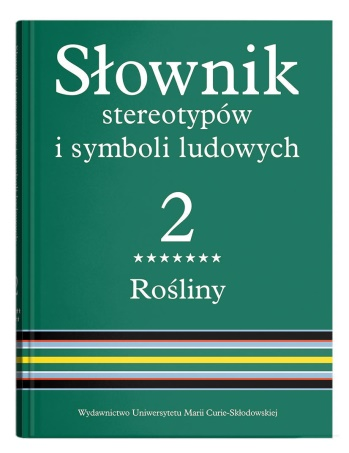 Słownik
stereotypów
i symboli ludowych
2
★★★★★★★
Rośliny
Wydawnictwo Uniwersytetu Marii Curie-Skłodowskiej